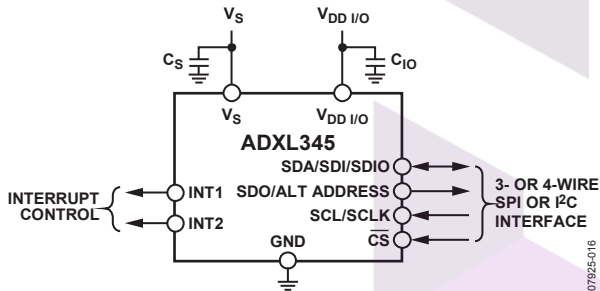 VS
VDD I/O
CS
CIO
VS
VDD I/O
ADXL345
SDA/SDI/SDIO
SDO/ALT ADDRESS
SCL/SCLK
CS
INTERRUPT
CONTROL
INT1
INT2
GND
3- OR 4-WIRE
SPI OR I2C
INTERFACE
07925-016